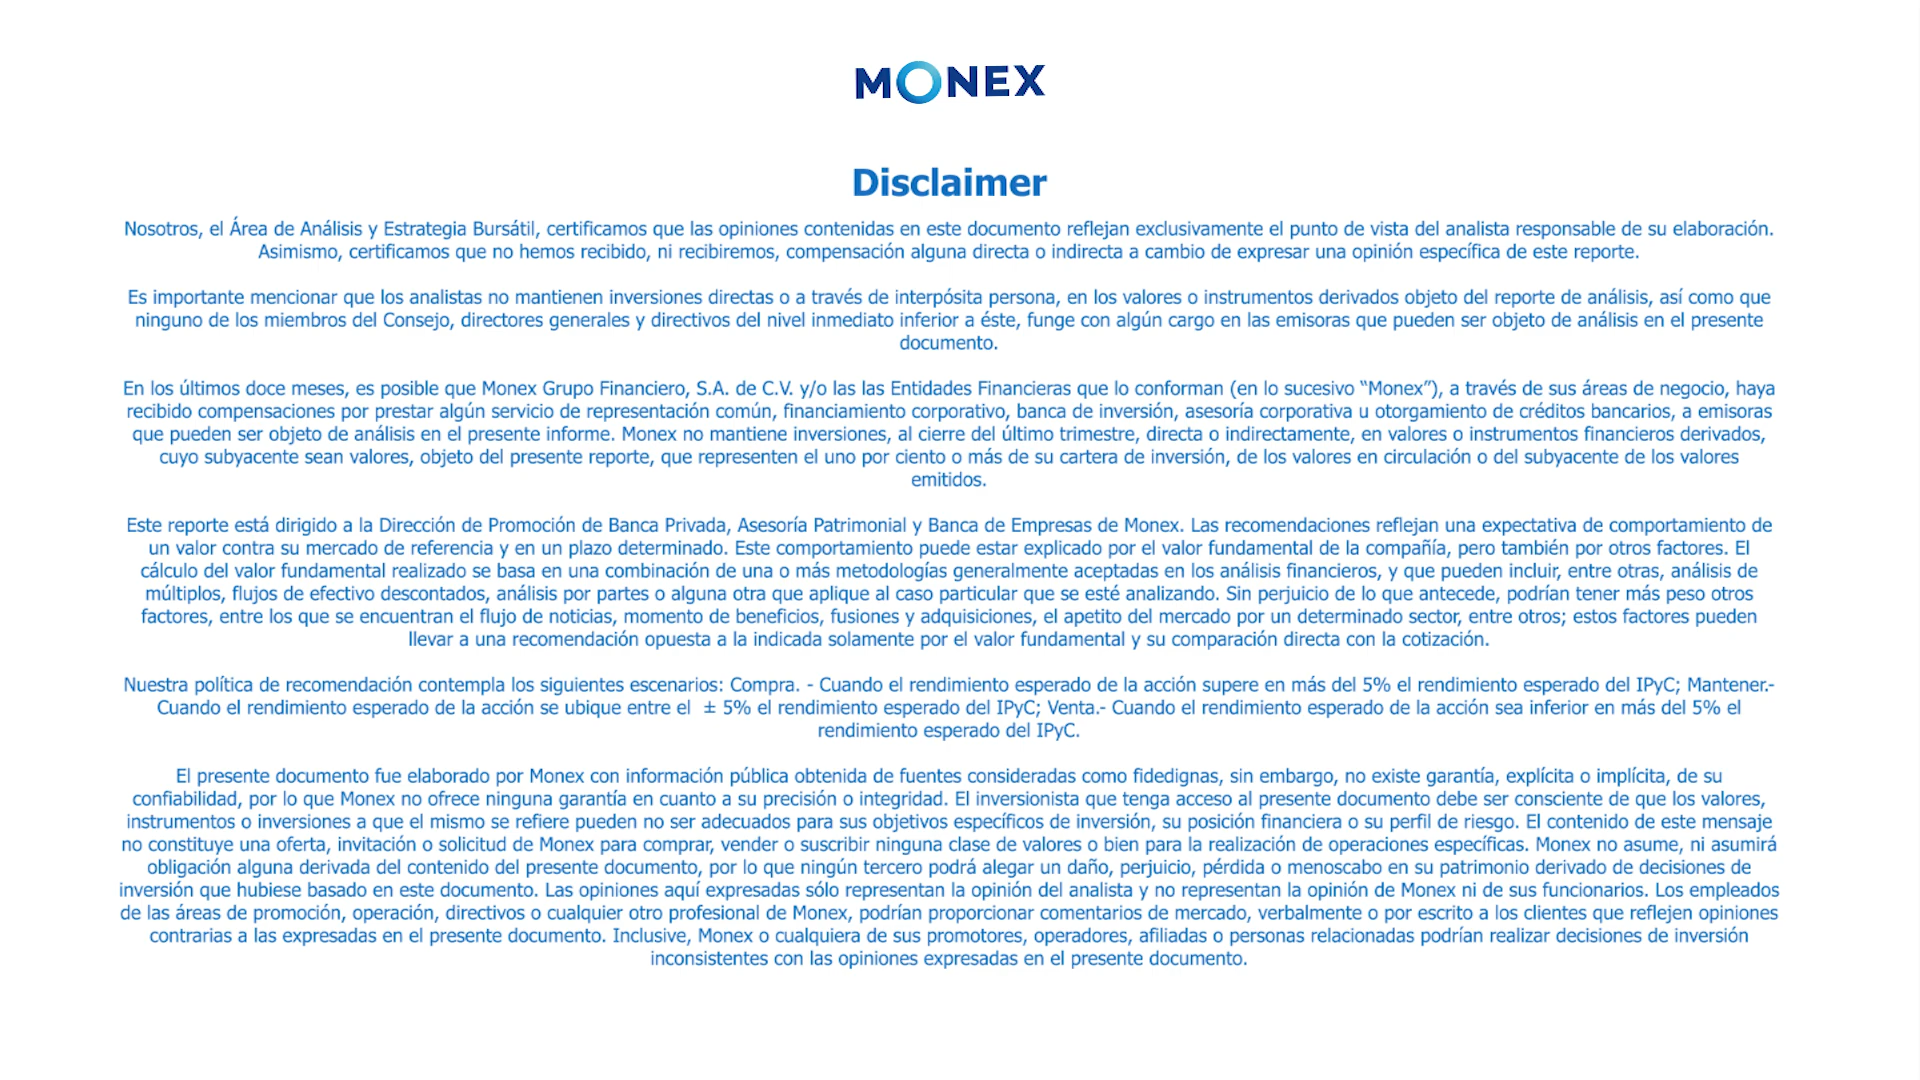 MONEX
Disclaimer
Nosotros, el Área de Análisis y Estrategia Bursátil, certificamos que las opiniones contenidas en este documento reflejan exclusivamente el punto de vista del analista responsable de su elaboración.
Asimismo, certificamos que no hemos recibido, ni recibiremos, compensación alguna directa o indirecta a cambio de expresar una opinión específica de este reporte.
Es importante mencionar que los analistas no mantienen inversiones directas o a través de interpósita persona, en los valores o instrumentos derivados objeto del reporte de análisis, así como que
ninguno de los miembros del Consejo, directores generales y directivos del nivel inmediato inferior a éste, funge con algún cargo en las emisoras que pueden ser objeto de análisis en el presente
documento.
En los últimos doce meses, es posible que Monex Grupo Financiero, S.A. de C.V. y/o las las Entidades Financieras que lo conforman (en lo sucesivo “Monex”), a través de sus áreas de negocio, haya
recibido compensaciones por prestar algún servicio de representación común, financiamiento corporativo, banca de inversión, asesoría corporativa u otorgamiento de créditos bancarios, a emisoras
que pueden ser objeto de análisis en el presente informe. Monex no mantiene inversiones, al cierre del último trimestre, directa o indirectamente, en valores o instrumentos financieros derivados,
cuyo subyacente sean valores, objeto del presente reporte, que representen el uno por ciento o más de su cartera de inversión, de los valores en circulación o del subyacente de los valores
emitidos.
Este reporte está dirigido a la Dirección de Promoción de Banca Privada, Asesoría Patrimonial y Banca de Empresas de Monex. Las recomendaciones reflejan una expectativa de comportamiento de
un valor contra su mercado de referencia y en un plazo determinado. Este comportamiento puede estar explicado por el valor fundamental de la compañía, pero también por otros factores. El
cálculo del valor fundamental realizado se basa en una combinación de una o más metodologías generalmente aceptadas en los análisis financieros, y que pueden incluir, entre otras, análisis de
múltiplos, flujos de efectivo descontados, análisis por partes o alguna otra que aplique al caso particular que se esté analizando. Sin perjuicio de lo que antecede, podrían tener más peso otros
factores, entre los que se encuentran el flujo de noticias, momento de beneficios, fusiones y adquisiciones, el apetito del mercado por un determinado sector, entre otros; estos factores pueden
llevar a una recomendación opuesta a la indicada solamente por el valor fundamental y su comparación directa con la cotización.
Nuestra política de recomendación contempla los siguientes escenarios: Compra. - Cuando el rendimiento esperado de la acción supere en más del 5% el rendimiento esperado del IPyC; Mantener.-
Cuando el rendimiento esperado de la acción se ubique entre el ± 5% el rendimiento esperado del IPyC; Venta.- Cuando el rendimiento esperado de la acción sea inferior en más del 5% el
rendimiento esperado del IPyC.
El presente documento fue elaborado por Monex con información pública obtenida de fuentes consideradas como fidedignas, sin embargo, no existe garantía, explícita o implícita, de su
confiabilidad, por lo que Monex no ofrece ninguna garantía en cuanto a su precisión o integridad. El inversionista que tenga acceso al presente documento debe ser consciente de que los valores,
instrumentos o inversiones a que el mismo se refiere pueden no ser adecuados para sus objetivos específicos de inversión, su posición financiera o su perfil de riesgo. El contenido de este mensaje
no constituye una oferta, invitación o solicitud de Monex para comprar, vender o suscribir ninguna clase de valores o bien para la realización de operaciones específicas. Monex no asume, ni asumirá
obligación alguna derivada del contenido del presente documento, por lo que ningún tercero podrá alegar un daño, perjuicio, pérdida o menoscabo en su patrimonio derivado de decisiones de
inversión que hubiese basado en este documento. Las opiniones aquí expresadas sólo representan la opinión del analista y no representan la opinión de Monex ni de sus funcionarios. Los empleados
de las áreas de promoción, operación, directivos o cualquier otro profesional de Monex, podrían proporcionar comentarios de mercado, verbalmente o por escrito a los clientes que reflejen opiniones
contrarias a las expresadas en el presente documento. Inclusive, Monex o cualquiera de sus promotores, operadores, afiliadas o personas relacionadas podrían realizar decisiones de inversión
inconsistentes con las opiniones expresadas en el presente documento.